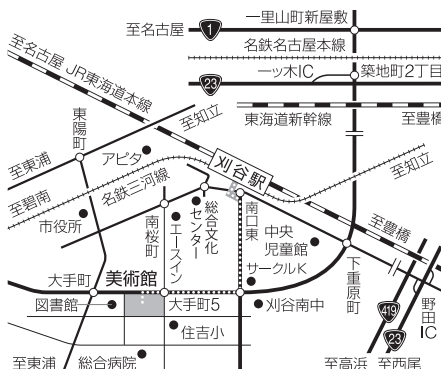 一里山町新屋敷
至名古屋
1
名鉄名古屋本線
至名古屋
JR東海道本線
一ッ木IC
築地町2丁目
23
東海道新幹線
至豊橋
東陽町
至知立
アピタ
刈谷駅
至東浦
至知立
名鉄三河線
至碧南
市役所
南桜町
エースイン
総合文化
センター
南口東
中央
児童館
至豊橋
サークルK
下重原町
大手町
美術館
図書館
大手町5
刈谷南中
419
野田
IC
住吉小
23
至東浦
総合病院
至高浜
至西尾